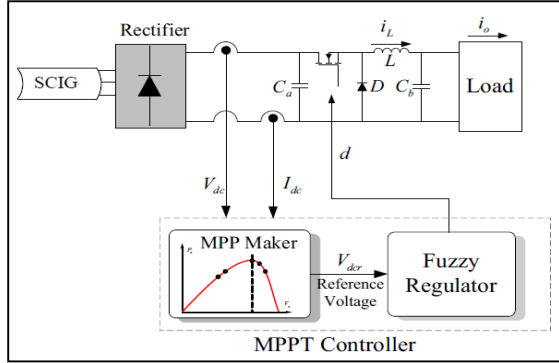 Rectifier
SCIG
C_a
D
i_L
L
C_b
i_o
Load
V_dc
I_dc
d
MPP Maker
V_dcr
Reference
Voltage
Fuzzy
Regulator
MPPT Controller